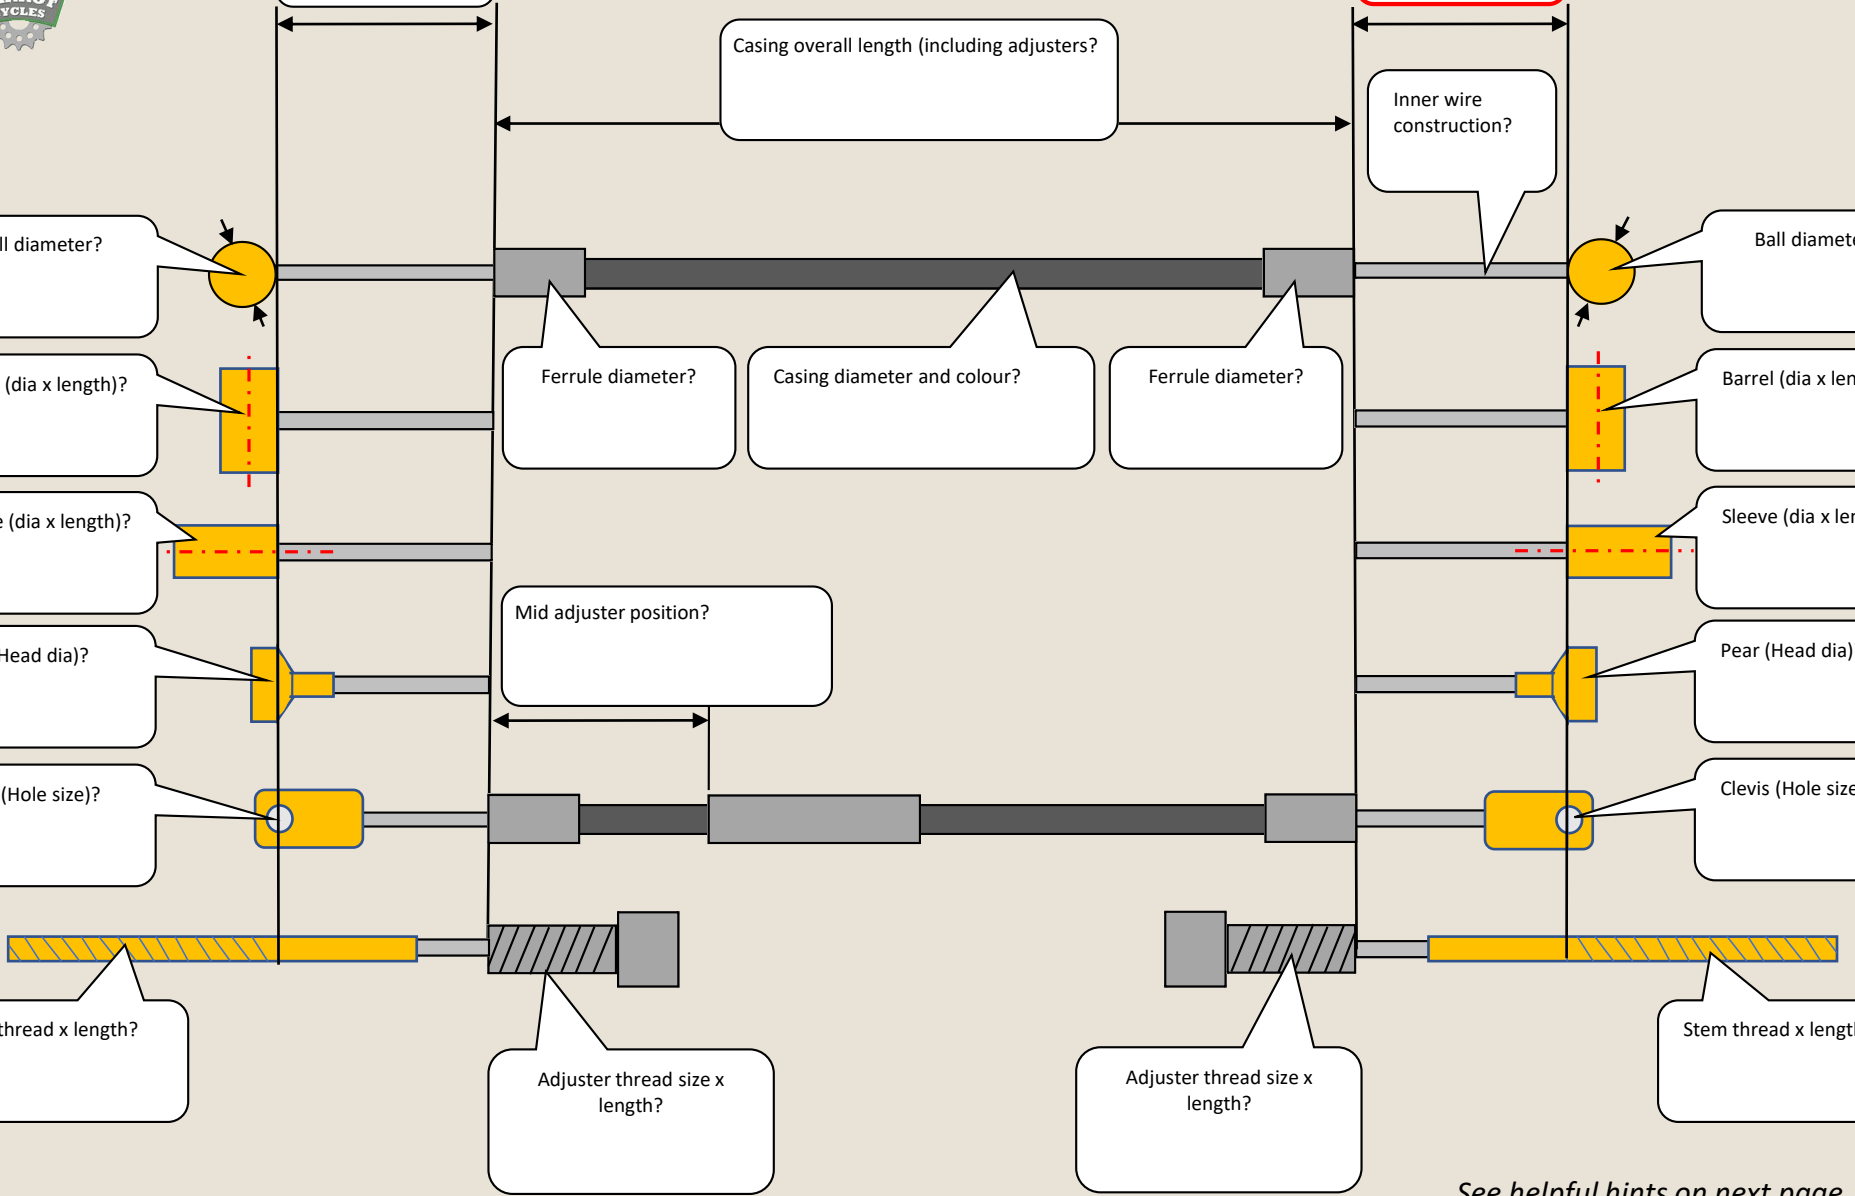 YCLES
Casing overall length (including adjusters?
Inner wire
construction?
ll diameter?
Ball diamete
Ferrule diameter?
Casing diameter and colour?
Ferrule diameter?
(dia x length)?
Barrel (dia x len
e (dia x length)?
Sleeve (dia x len
Mid adjuster position?
Head dia)?
Pear (Head dia)
(Hole size)?
Clevis (Hole size
thread x length?
Stem thread x length
Adjuster thread size x
length?
Adjuster thread size x
length?
See helpful hints on next page